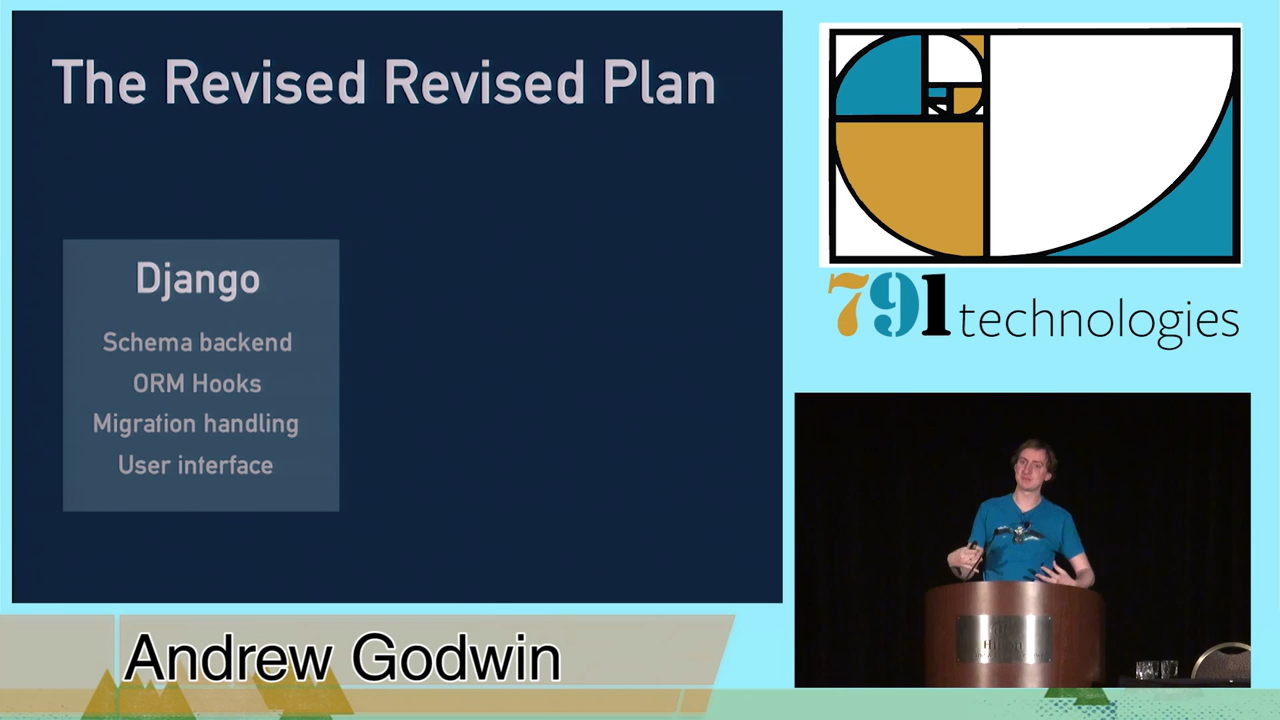 The Revised Revised Plan
Django
Schema backend
ORM Hooks
Migration handling
User interface
791 technologies
Andrew Godwin